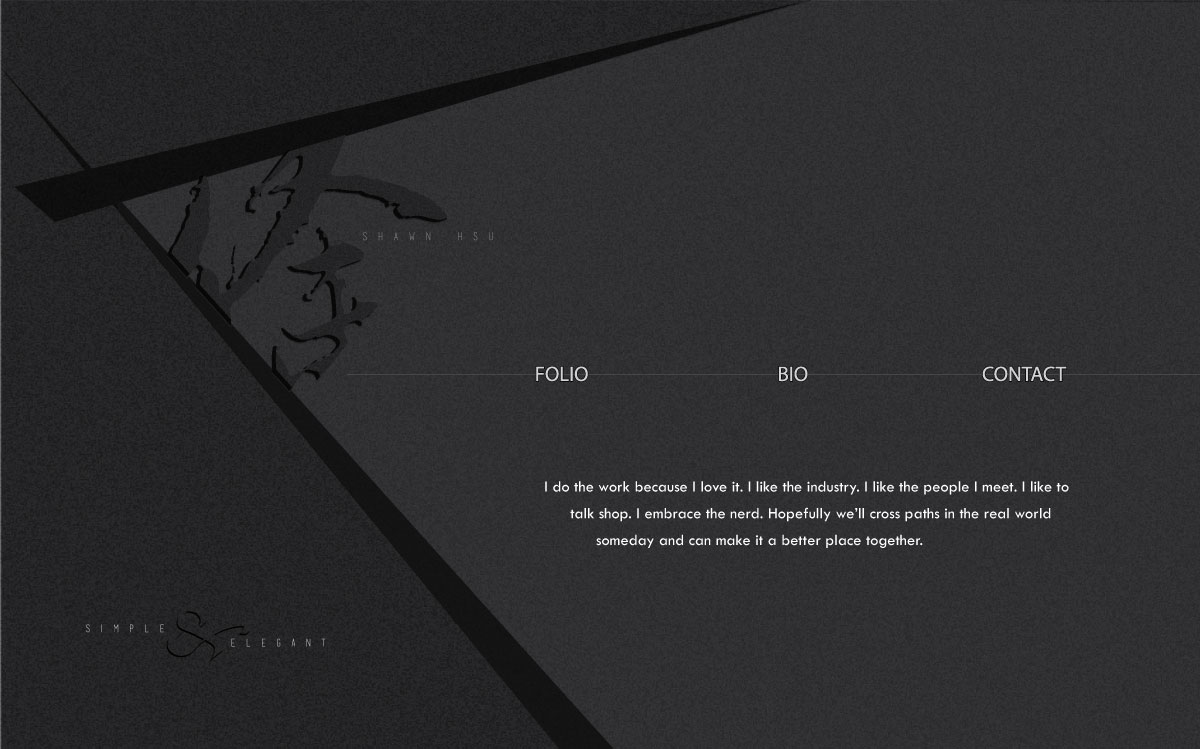 SHAWN HSU
FOLIO BIO CONTACT
I do the work because I love it. I like the industry. I like the people I meet. I like to
talk shop. I embrace the nerd. Hopefully we'll cross paths in the real world
someday and can make it a better place together.
SIMPLE & ELEGANT